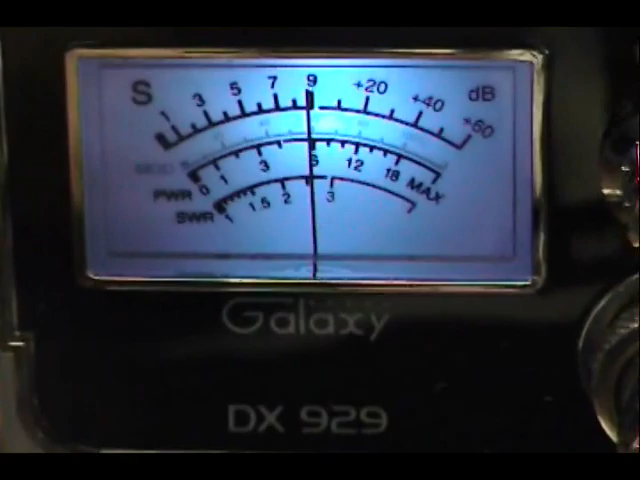 S 1 3 5 7 9 +20 +40 +60 dB
MOD
PWR 0 1 3 S 12 18 MAX
SWR 1 1.5 2 3
Galaxy
DX 929